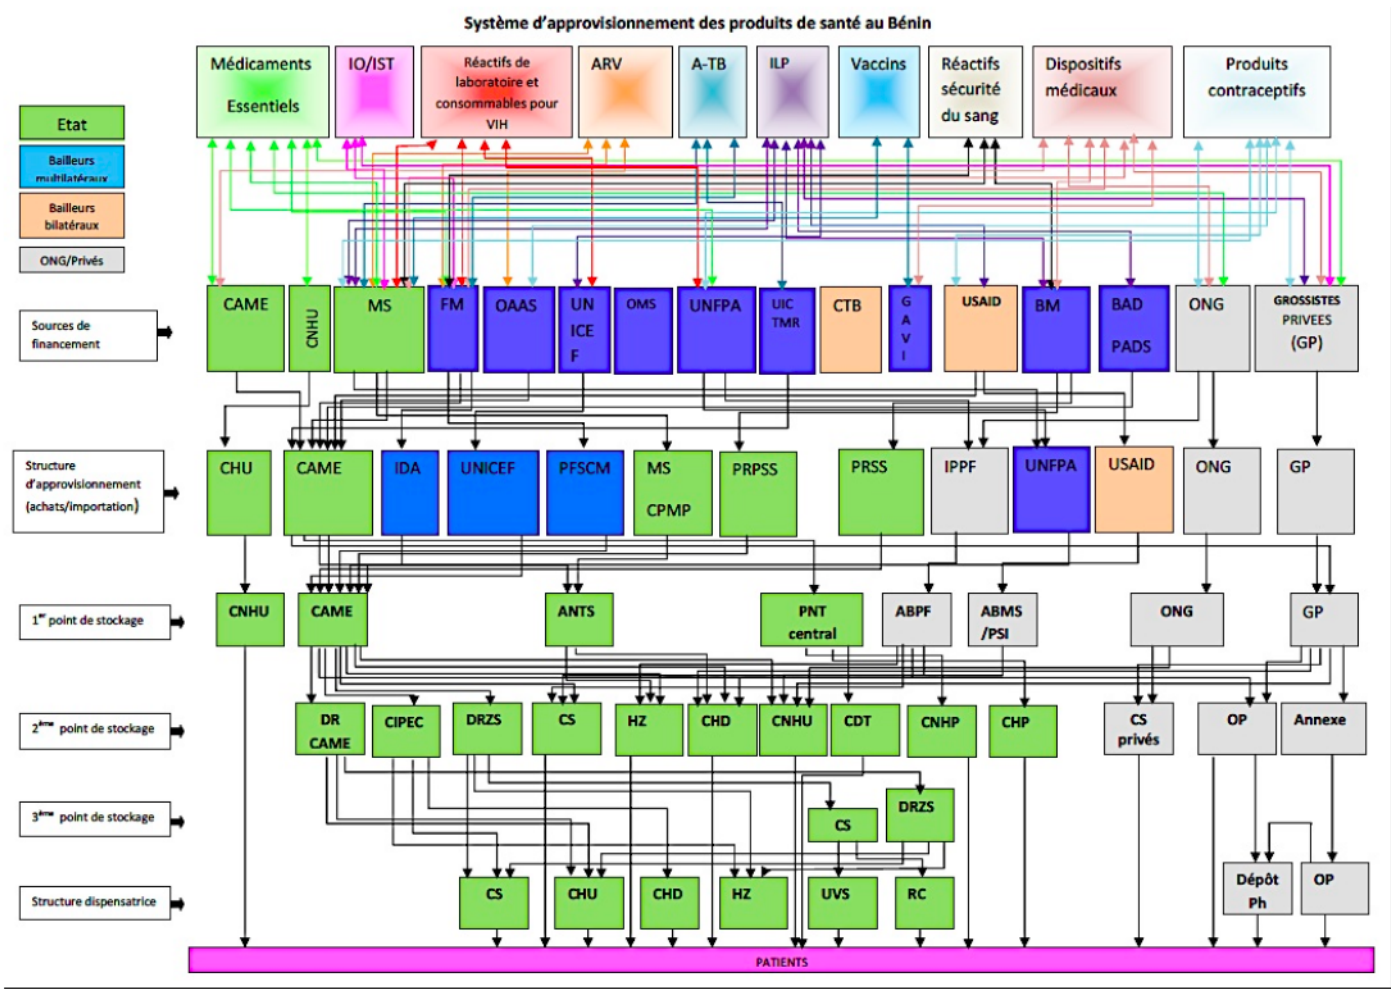 Système d'approvisionnement des produits de santé au Bénin
Médicaments
Essentiels
IO/IST
Réactifs de
laboratoire et
consommables pour
VIH
ARV
A-TB
ILP
Vaccins
Réactifs
sécurité
du sang
Dispositifs
médicaux
Produits
contraceptifs
Etat
Bailleurs
multilatéraux
Bailleurs
bilatéraux
ONG/Privés
Sources de
financement
CAME
CNHU
MS
FM
OAAS
UN
ICE
F
OMS
UNFPA
UIC
TMR
CTB
G
A
V
I
USAID
BM
BAD
PADS
ONG
GROSSISTES
PRIVEES
(GP)
Structure
d'approvisionnement
(achats/importation)
CHU
CAME
IDA
UNICEF
PFSCM
MS
CPMP
PRPSS
PRSS
IPPF
UNFPA
USAID
ONG
GP
1er point de stockage
CNHU
CAME
ANTS
PNT
central
ABPF
ABMS
/PSI
ONG
GP
2ème point de stockage
DR
CAME
CIPEC
DRZS
CS
HZ
CHD
CNHU
CDT
CNHP
CHP
CS
privés
OP
Annexe
3ème point de stockage
CS
DRZS
Structure dispensatrice
CS
CHU
CHD
HZ
UVS
RC
Dépôt
Ph
OP
PATIENTS